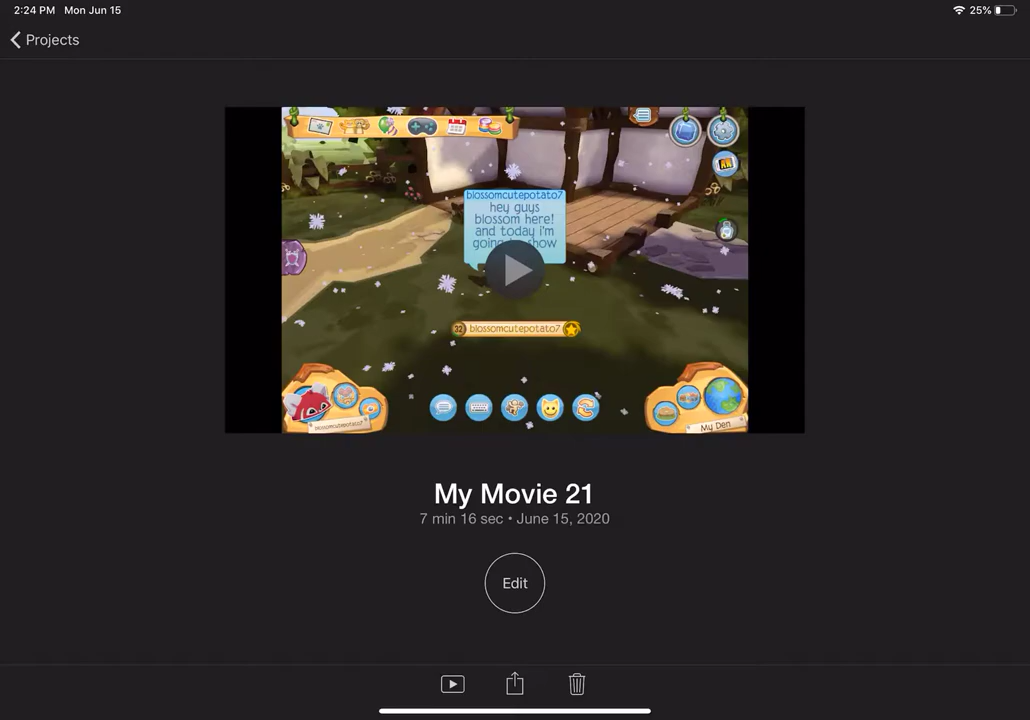 2:24 PM Mon Jun 15
25%
Projects
blossomcutepotato7
hey guys
blossom here!
and today i'm
going to show
32 blossomcutepotato7
blossomcutepotato7
My Den
My Movie 21
7 min 16 sec • June 15, 2020
Edit